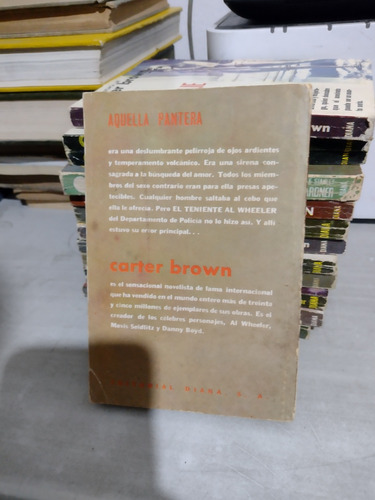 AQUELLA PANTERA
era una deslumbrante pelirroja de ojos ardientes
y temperamento volcánico. Era una sirena con-
sagrada a la búsqueda del amor. Todos los miem-
bros del sexo contrario eran para ella presas ape-
tecibles. Cualquier hombre saltaba al cebo que
ella le ofrecía. Pero EL TENIENTE AL WHEELER
del Departamento de Policía no lo hizo así. Y allí
estuvo su error principal. . .
carter brown
es el sensacional novelista de fama internacional
que ha vendido en el mundo entero más de treinta
y cinco millones de ejemplares de sus obras. Es el
creador de los célebres personajes, Al Wheeler,
Mavis Seidlitz y Danny Boyd.
EDITORIAL DIANA, S. A.
brown
GARDNER
DIANA